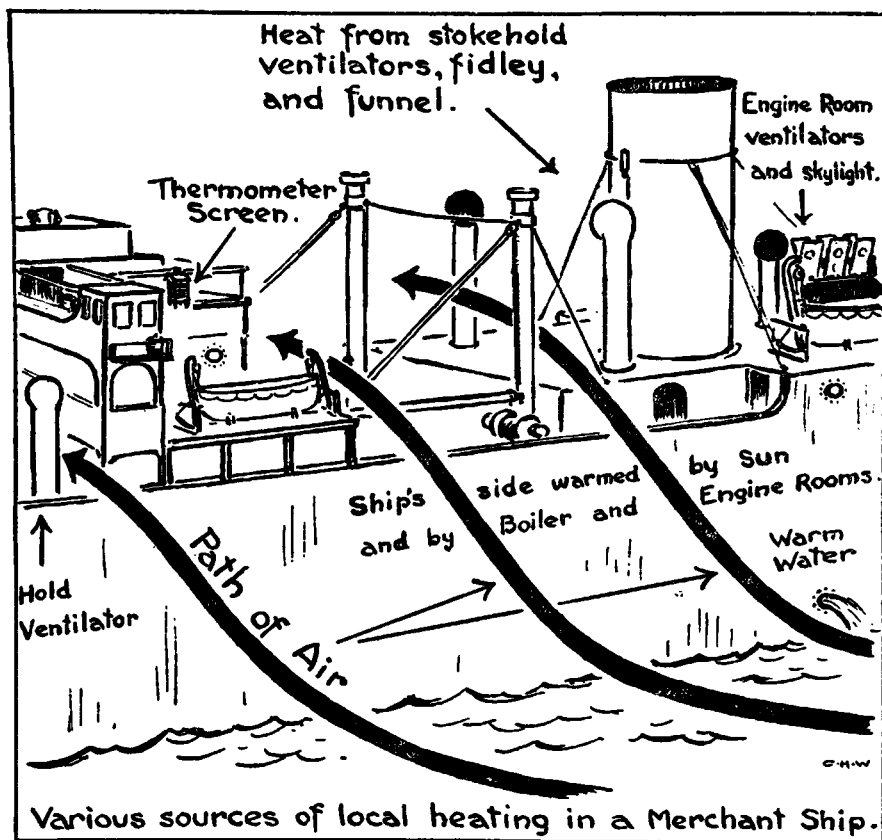 Heat from stokehold
ventilators, fidley,
and funnel.
Engine Room
ventilators
and skylight.
Thermometer
Screen.
Ship's side warmed by Sun
and by Boiler and Engine Rooms.
Warm
Water
Hold
Ventilator
Path of Air
C.H.W
Various sources of local heating in a Merchant Ship.